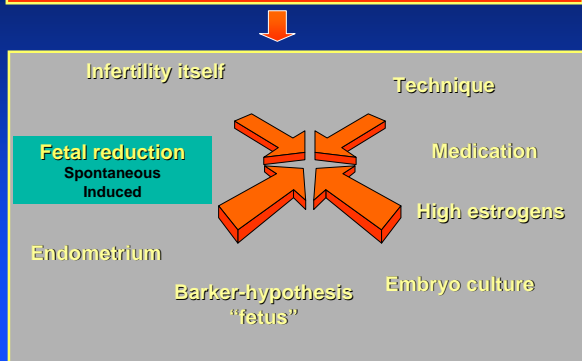 Infertility itself
Technique
Fetal reduction
Spontaneous
Induced
Medication
High estrogens
Endometrium
Embryo culture
Barker-hypothesis
“fetus”